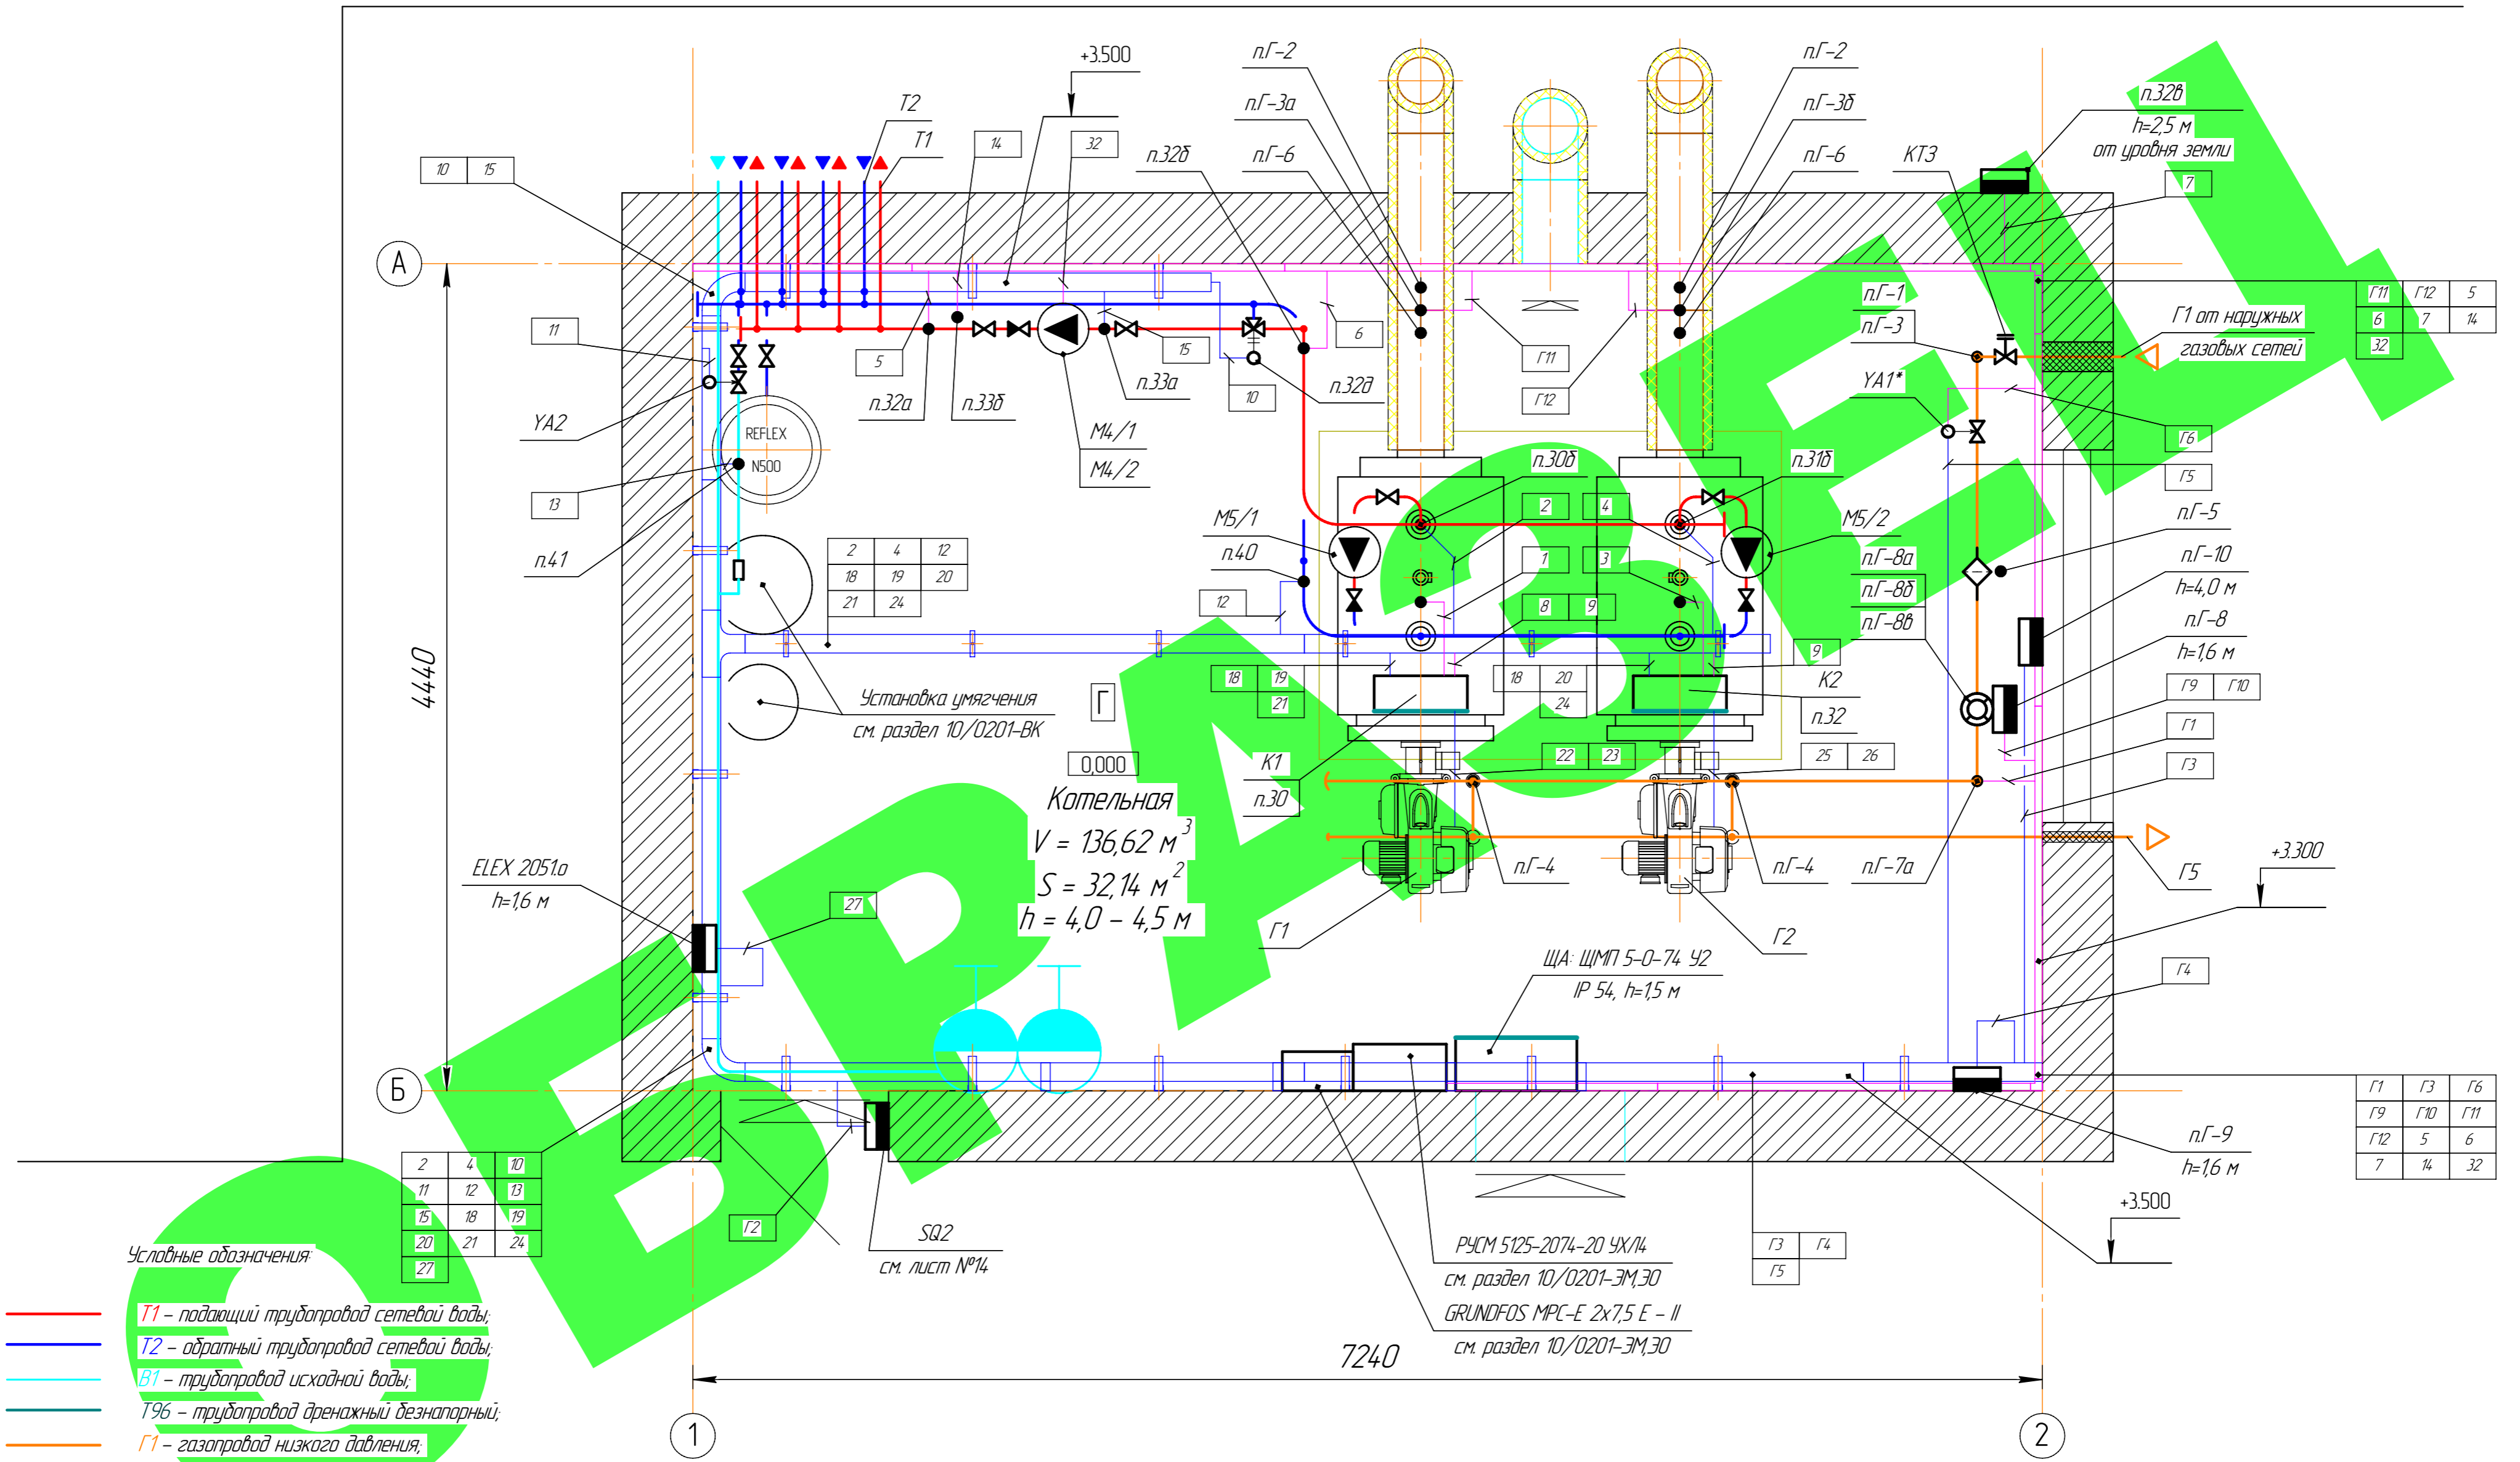 +3.500
п.Г-2
п.Г-2
Т2
Т1
п.Г-3а
п.Г-3б
п.Г-6
п.Г-6
п.32б
14
32
10 15
КТ3
п.32в
h=2,5 м
от уровня земли
7
А
11
5
15
6
10
Г11
Г12
п.Г-1
п.Г-3
Г1 от наружных
газовых сетей
Г11 Г12 5
6 7 14
32
YA2
п.32а
п.33б
п.33а
п.32д
М4/1
М4/2
YA1*
Г6
Г5
REFLEX
N500
13
п.41
2 4 12
18 19 20
21 24
М5/1
п.40
12
п.30б
п.31б
2
4
1
3
8 9
9
М5/2
п.Г-8а
п.Г-8б
п.Г-8в
п.Г-5
п.Г-10
h=4,0 м
п.Г-8
h=1,6 м
Г9 Г10
Г1
Г3
4440
Установка умягчения
см. раздел 10/0201-ВК
Г
18 19
21
18 20
24
К2
п.32
К1
п.30
22 23
25 26
0,000
Котельная
V = 136,62 м3
S = 32,14 м2
h = 4,0 - 4,5 м
п.Г-4
п.Г-4
п.Г-7а
Г5
+3.300
Г1
Г2
ELEX 2051.о
h=1,6 м
27
ЩА: ЩМП 5-0-74 У2
IP 54, h=1,5 м
Г4
Б
2 4 10
11 12 13
15 18 19
20 21 24
27
Г2
SQ2
см. лист №14
РУСМ 5125-2074-20 УХЛ4
см. раздел 10/0201-ЭМ,ЭО
GRUNDFOS MPC-E 2x7,5 E - II
см. раздел 10/0201-ЭМ,ЭО
Г3 Г4
Г5
+3.500
п.Г-9
h=1,6 м
Г1 Г3 Г6
Г9 Г10 Г11
Г12 5 6
7 14 32
7240
1
2
Условные обозначения:
Т1 - подающий трубопровод сетевой воды;
Т2 - обратный трубопровод сетевой воды;
В1 - трубопровод исходной воды;
Т96 - трубопровод дренажный безнапорный;
Г1 - газопровод низкого давления;
ОБРАЗЕЦ